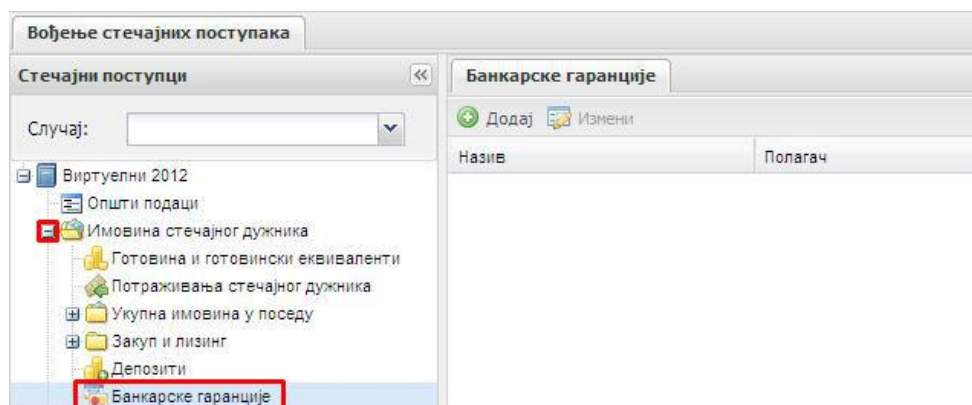 Вођење стечајних поступака
Стечајни поступци
Банкарске гаранције
Случај:
Додај Измени
Назив Полагач
Виртуелни 2012
Општи подаци
Имовина стечајног дужника
Готовина и готовински еквиваленти
Потраживања стечајног дужника
Укупна имовина у поседу
Закуп и лизинг
Депозити
Банкарске гаранције